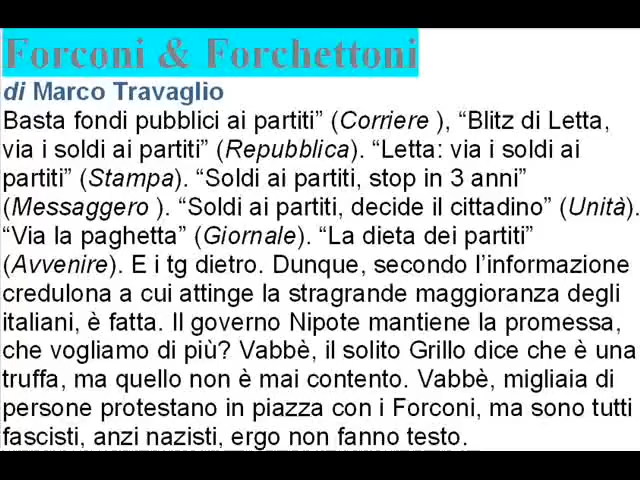 Forconi & Forchettoni
di Marco Travaglio
Basta fondi pubblici ai partiti” (Corriere ), “Blitz di Letta,
via i soldi ai partiti” (Repubblica). “Letta: via i soldi ai
partiti” (Stampa). “Soldi ai partiti, stop in 3 anni”
(Messaggero ). “Soldi ai partiti, decide il cittadino” (Unità).
“Via la paghetta” (Giornale). “La dieta dei partiti”
(Avvenire). E i tg dietro. Dunque, secondo l’informazione
credulona a cui attinge la stragrande maggioranza degli
italiani, è fatta. Il governo Nipote mantiene la promessa,
che vogliamo di più? Vabbè, il solito Grillo dice che è una
truffa, ma quello non è mai contento. Vabbè, migliaia di
persone protestano in piazza con i Forconi, ma sono tutti
fascisti, anzi nazisti, ergo non fanno testo.